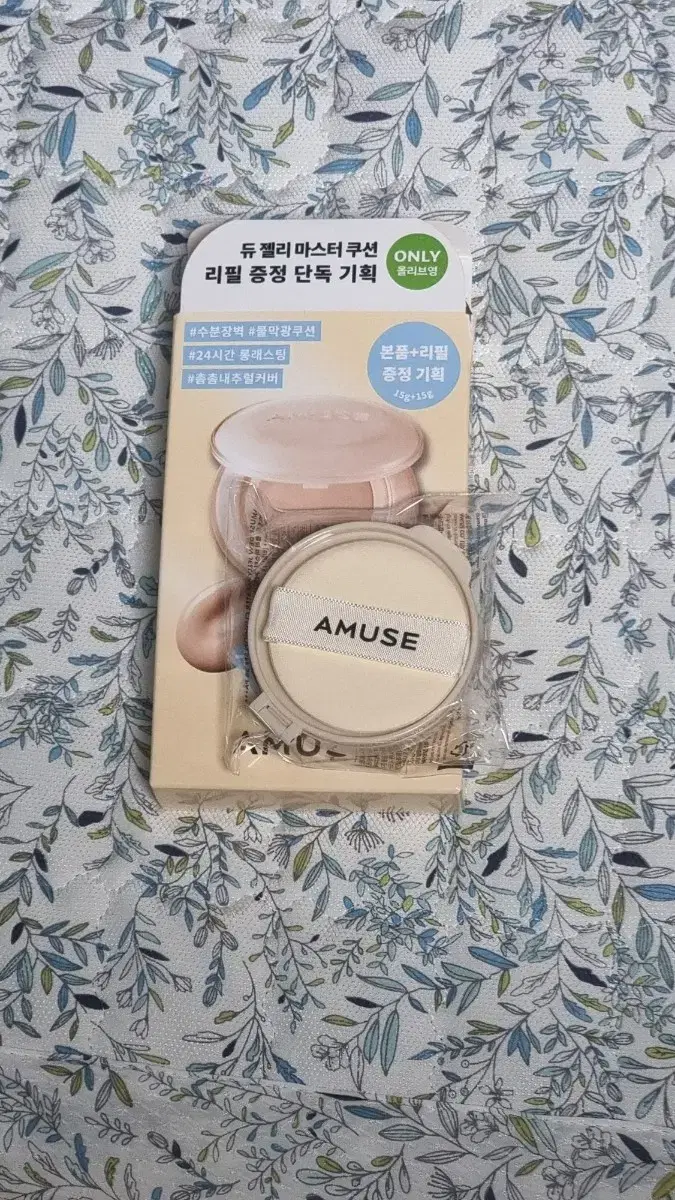 듀 젤리 마스터 쿠션
리필 증정 단독 기획
ONLY
올리브영
#수분장벽 #물막광쿠션
#24시간 롱래스팅
#촘촘내추럴커버
본품+리필
증정 기획
15g+15g
AMUSE
AMUSE